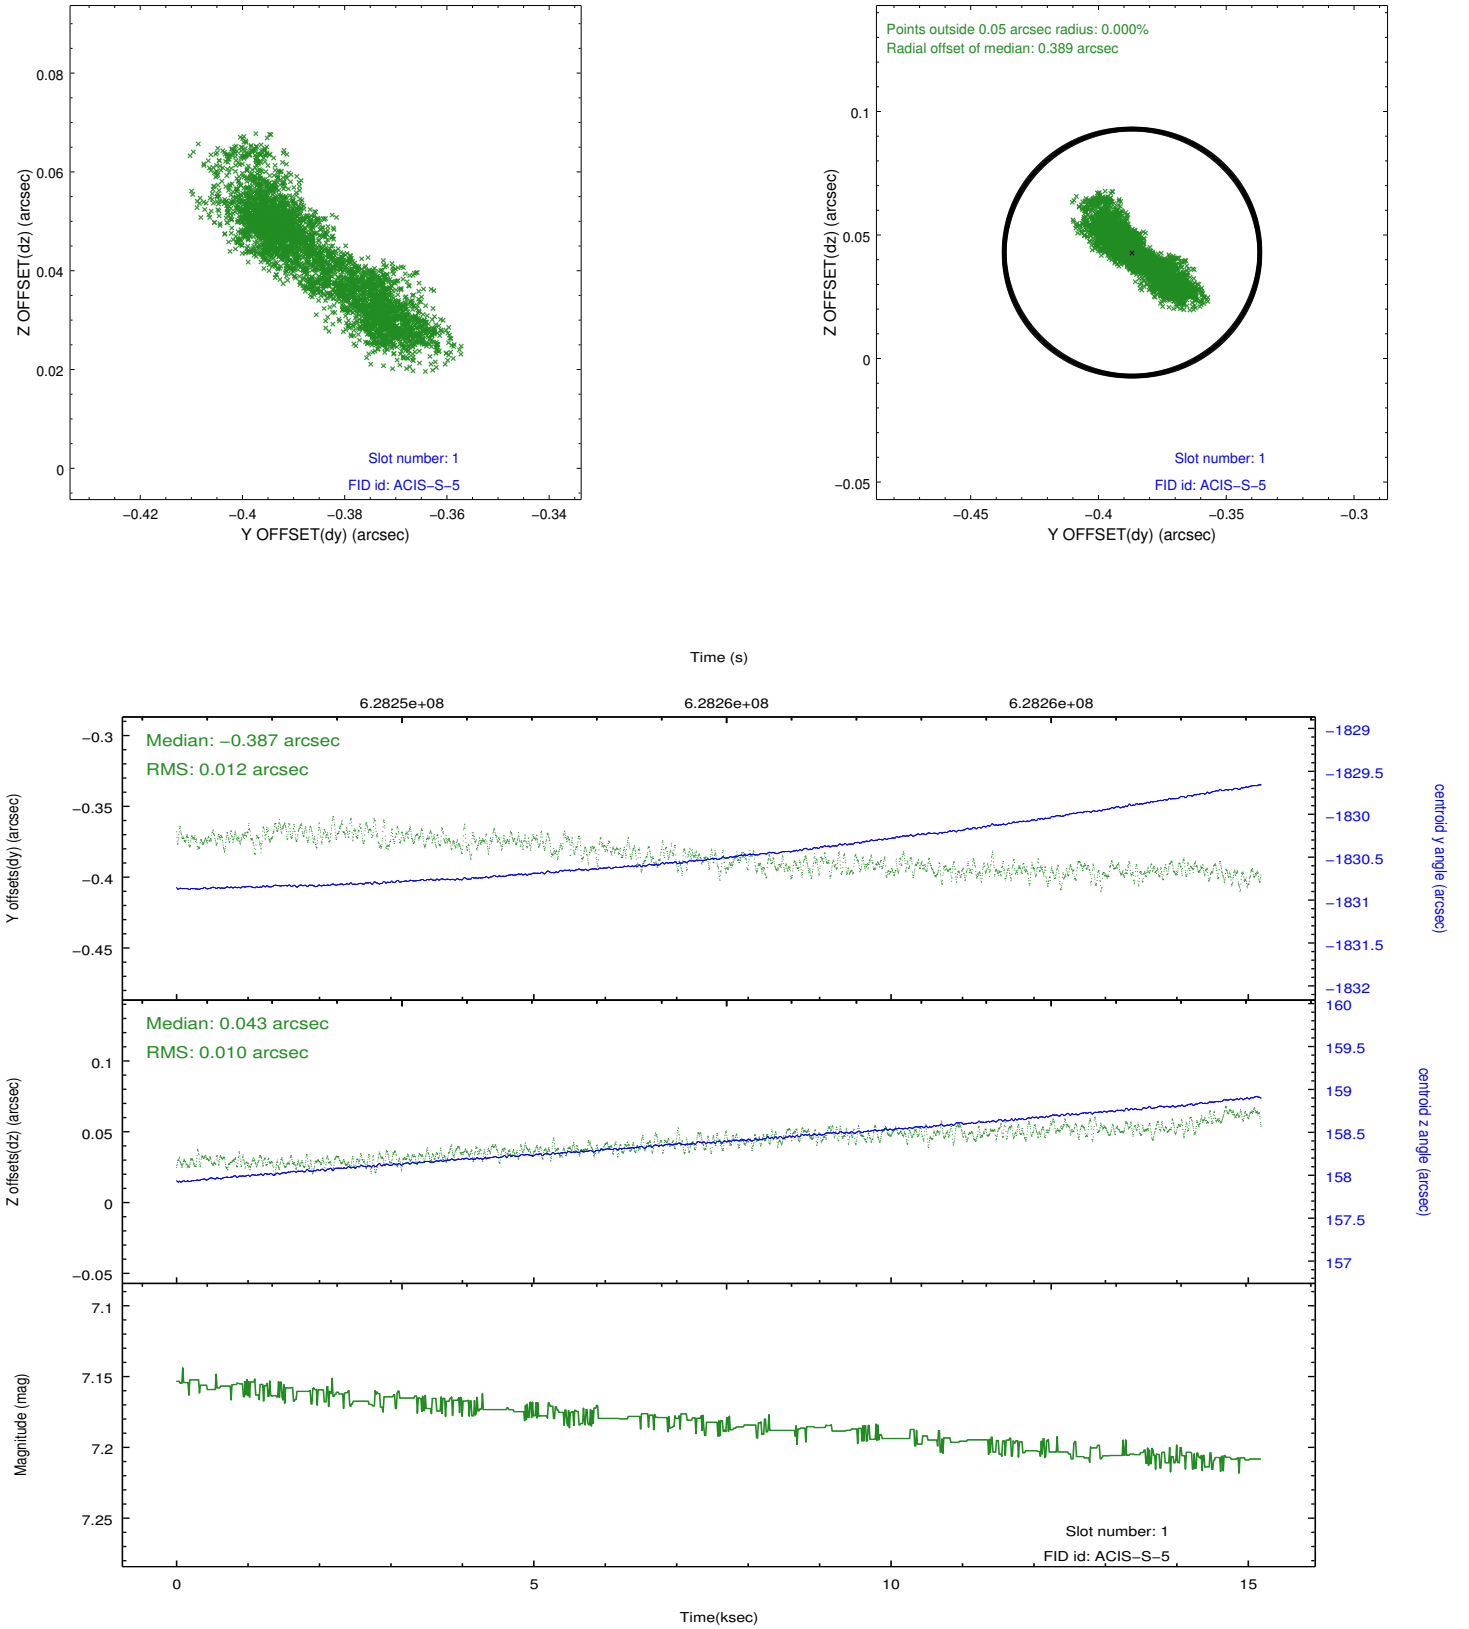 0.08
0.06
0.04
0.02
0
−0.42
−0.4
−0.38
−0.36
−0.34
Z OFFSET(dz) (arcsec)
Y OFFSET(dy) (arcsec)
Slot number: 1
FID id: ACIS−S−5
Points outside 0.05 arcsec radius: 0.000%
Radial offset of median: 0.389 arcsec
0.1
0.05
0
−0.05
−0.45
−0.4
−0.35
−0.3
Z OFFSET(dz) (arcsec)
Y OFFSET(dy) (arcsec)
Slot number: 1
FID id: ACIS−S−5
Time (s)
6.2825e+08
6.2826e+08
6.2826e+08
Median: −0.387 arcsec
RMS: 0.012 arcsec
−0.3
−0.35
−0.4
−0.45
Y offsets(dy) (arcsec)
−1829
−1829.5
−1830
−1830.5
−1831
−1831.5
−1832
centroid y angle (arcsec)
Median: 0.043 arcsec
RMS: 0.010 arcsec
0.1
0.05
0
−0.05
Z offsets(dz) (arcsec)
160
159.5
159
158.5
158
157.5
157
centroid z angle (arcsec)
7.1
7.15
7.2
7.25
Magnitude (mag)
Slot number: 1
FID id: ACIS−S−5
0
5
10
15
Time(ksec)